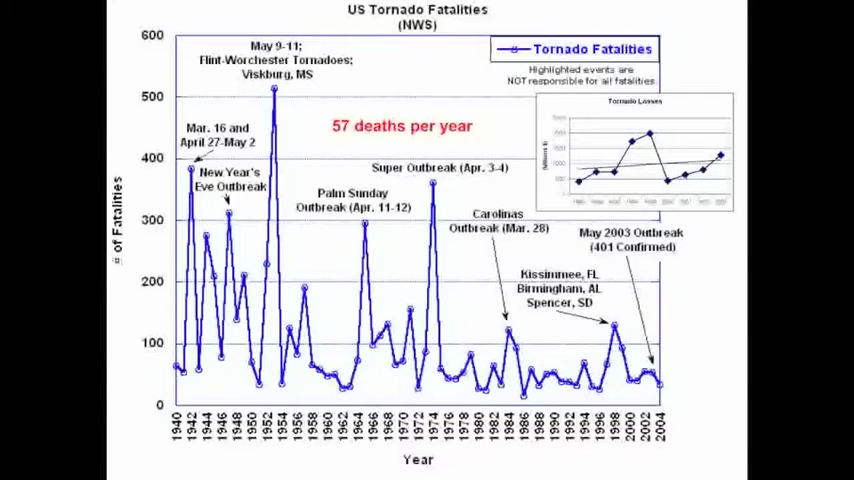 US Tornado Fatalities
(NWS)
600
500
400
300
200
100
0
# of Fatalities
May 9-11;
Flint-Worchester Tornadoes;
Viskburg, MS
Tornado Fatalities
Highlighted events are
NOT responsible for all fatalities
Tornado Losses
57 deaths per year
Mar. 16 and
April 27-May 2
New Year's
Eve Outbreak
Super Outbreak (Apr. 3-4)
Palm Sunday
Outbreak (Apr. 11-12)
Carolinas
Outbreak (Mar. 28)
May 2003 Outbreak
(401 Confirmed)
Kissimmee, FL
Birmingham, AL
Spencer, SD
1940 1942 1944 1946 1948 1950 1952 1954 1956 1958 1960 1962 1964 1966 1968 1970 1972 1974 1976 1978 1980 1982 1984 1986 1988 1990 1992 1994 1996 1998 2000 2002 2004
Year